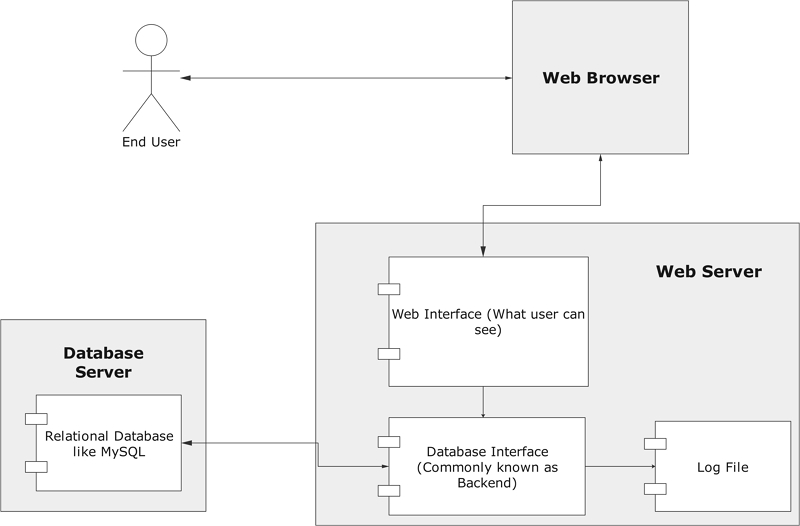 End User
Web Browser
Web Server
Web Interface (What user can
see)
Database
Server
Relational Database
like MySQL
Database Interface
(Commonly known as
Backend)
Log File